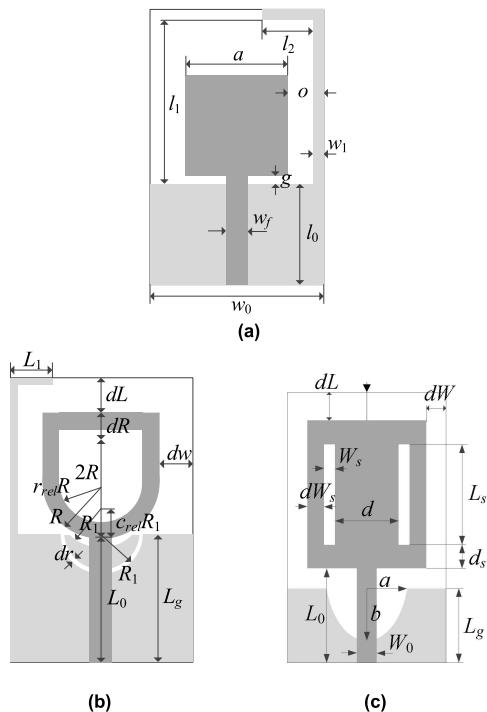 l2
a
l1
o
w1
g
wf
l0
w0
(a)
L1
dL
dR
dw
2R
rrelR
R
R1
crelR1
dr
R1
L0
Lg
(b)
dL
dW
Ws
dWs
d
Ls
ds
a
L0
b
Lg
W0
(c)